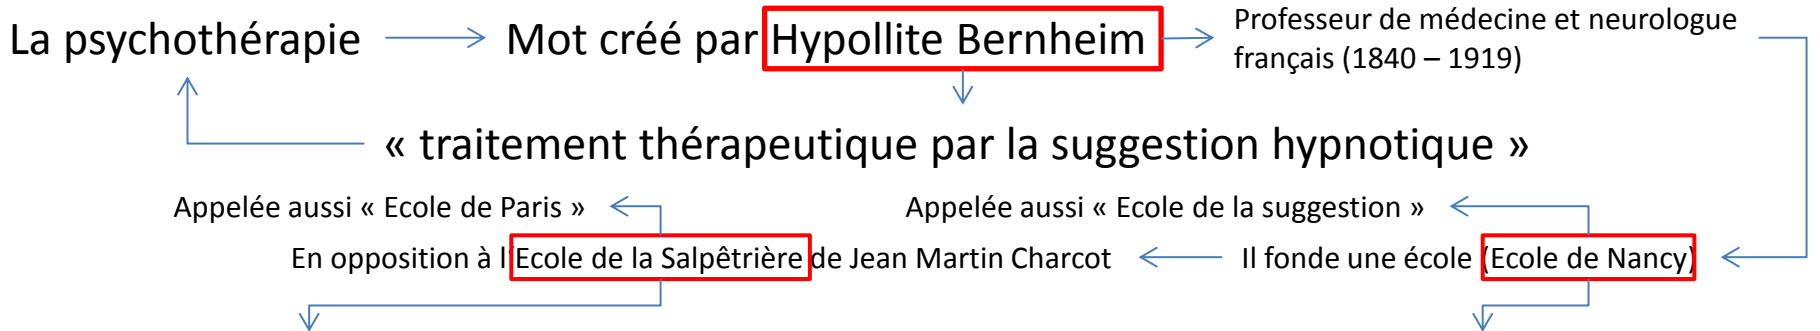 La psychothérapie
Mot créé par Hypollite Bernheim
Professeur de médecine et neurologue
français (1840 – 1919)
« traitement thérapeutique par la suggestion hypnotique »
Appelée aussi « Ecole de Paris »
Appelée aussi « Ecole de la suggestion »
En opposition à l'Ecole de la Salpêtrière de Jean Martin Charcot
Il fonde une école (Ecole de Nancy)